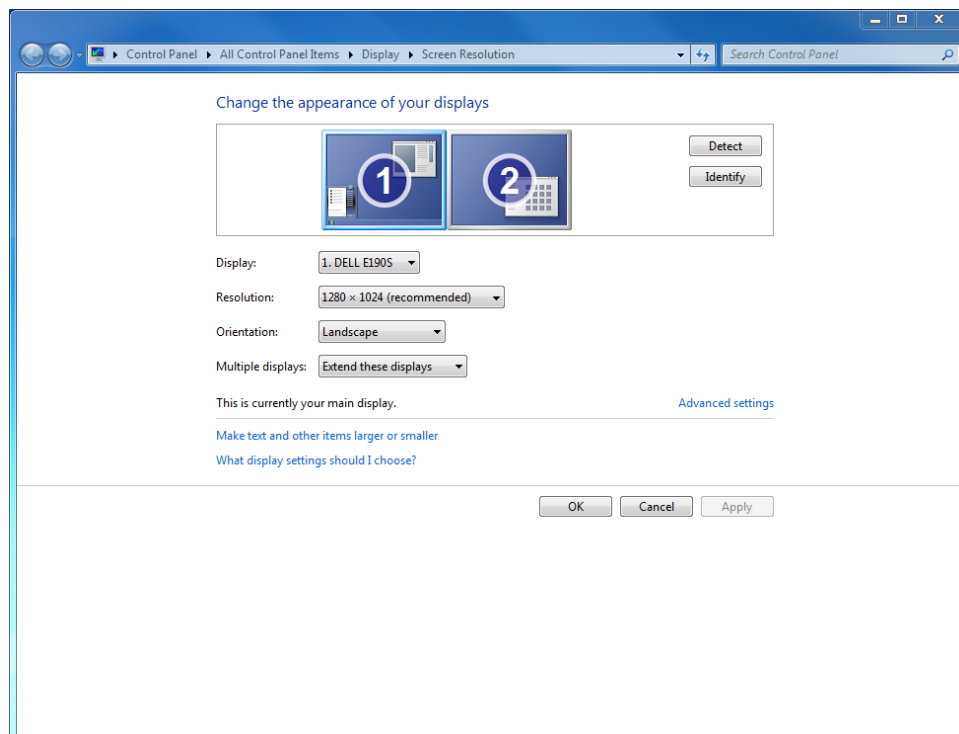 Control Panel ▸ All Control Panel Items ▸ Display ▸ Screen Resolution
Search Control Panel
Change the appearance of your displays
1
2
Detect
Identify
Display: 1. DELL E190S
Resolution: 1280 × 1024 (recommended)
Orientation: Landscape
Multiple displays: Extend these displays
This is currently your main display. Advanced settings
Make text and other items larger or smaller
What display settings should I choose?
OK Cancel Apply